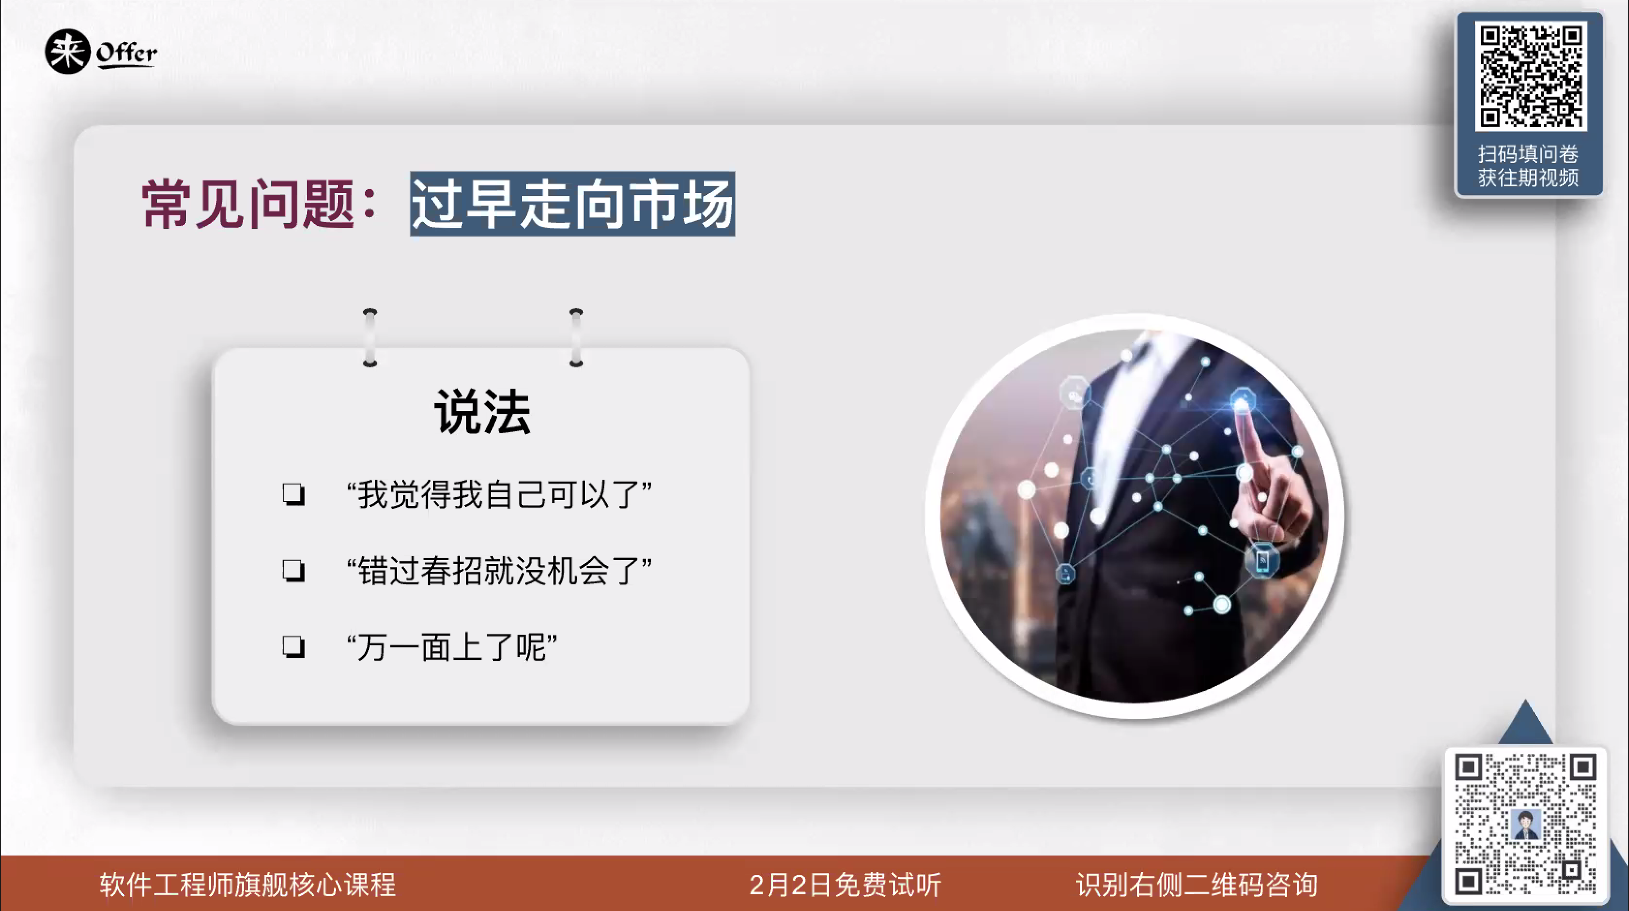 来 Offer
扫码填问卷
获往期视频
常见问题：过早走向市场
说法
“我觉得我自己可以了”
“错过春招就没机会了”
“万一面上了呢”
软件工程师旗舰核心课程
2月2日免费试听
识别右侧二维码咨询